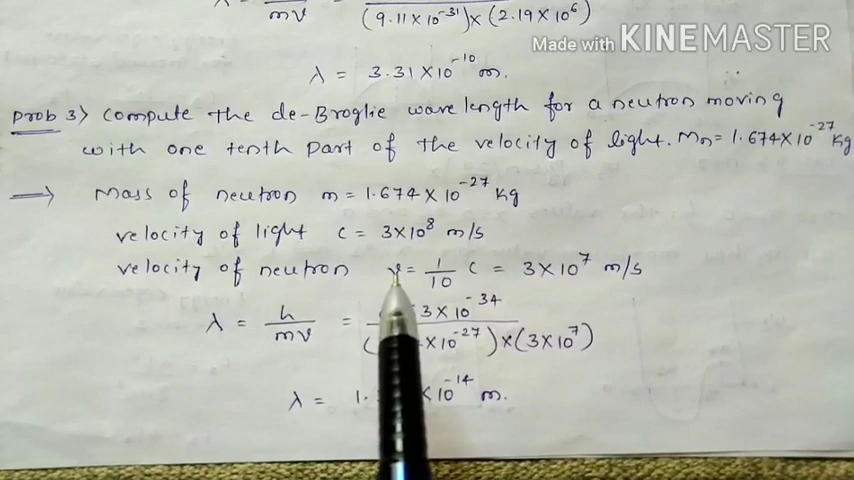 mv (9.11×10⁻³¹)×(2.19×10⁶)
Made with KINEMASTER
λ = 3.31×10⁻¹⁰ m.
Prob 3) Compute the de-Broglie wavelength for a neutron moving
with one tenth part of the velocity of light. Mn = 1.674×10⁻²⁷ Kg
⟹ Mass of neutron m = 1.674×10⁻²⁷ Kg
velocity of light c = 3×10⁸ m/s
velocity of neutron v = 1/10 c = 3×10⁷ m/s
λ = h/mv = 3×10⁻³⁴ / ( ×10⁻²⁷)×(3×10⁷)
λ = 1. ×10⁻¹⁴ m.